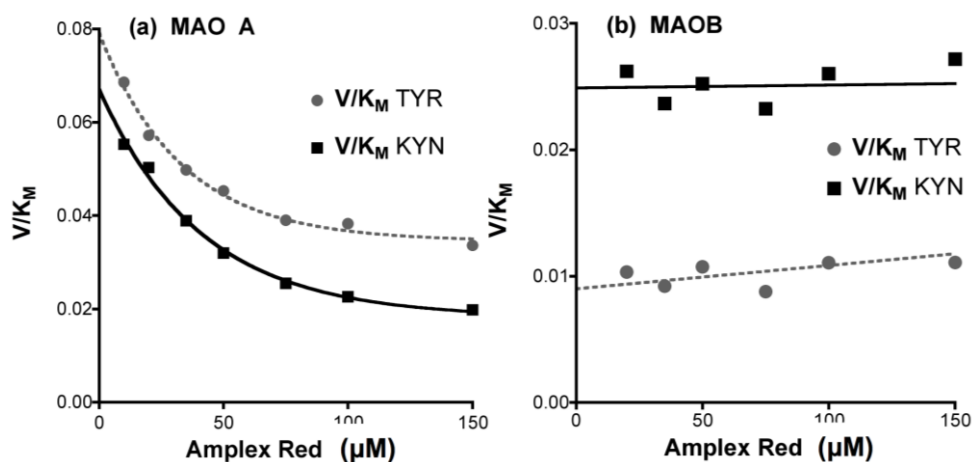 (a) MAO A
0.08
0.06
0.04
0.02
0.00
V/KM
V/KM TYR
V/KM KYN
0
50
100
150
Amplex Red (µM)
(b) MAOB
0.03
0.02
0.01
0.00
V/KM
V/KM TYR
V/KM KYN
0
50
100
150
Amplex Red (µM)